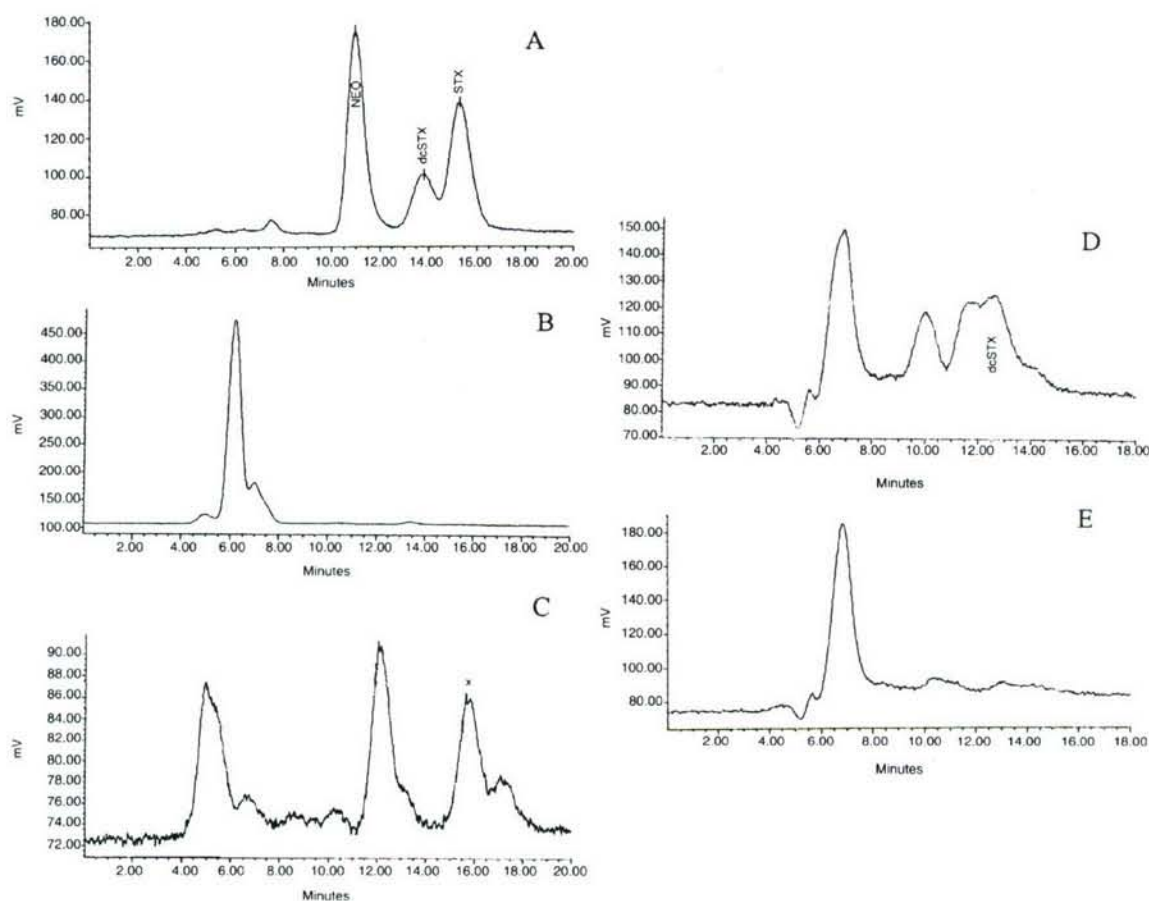 A
180.00
160.00
140.00
120.00
100.00
80.00
mV
NEO
dcSTX
STX
2.00 4.00 6.00 8.00 10.00 12.00 14.00 16.00 18.00 20.00
Minutes
B
450.00
400.00
350.00
300.00
250.00
200.00
150.00
100.00
mV
2.00 4.00 6.00 8.00 10.00 12.00 14.00 16.00 18.00 20.00
Minutes
C
90.00
88.00
86.00
84.00
82.00
80.00
78.00
76.00
74.00
72.00
mV
x
2.00 4.00 6.00 8.00 10.00 12.00 14.00 16.00 18.00 20.00
Minutes
D
150.00
140.00
130.00
120.00
110.00
100.00
90.00
80.00
70.00
mV
dcSTX
2.00 4.00 6.00 8.00 10.00 12.00 14.00 16.00 18.00
Minutes
E
180.00
160.00
140.00
120.00
100.00
80.00
mV
2.00 4.00 6.00 8.00 10.00 12.00 14.00 16.00 18.00
Minutes